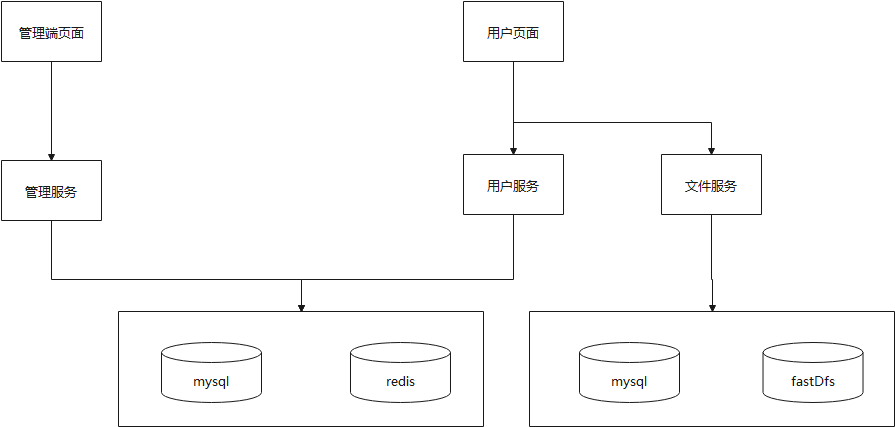 管理端页面
用户页面
管理服务
用户服务
文件服务
mysql
redis
mysql
fastDfs